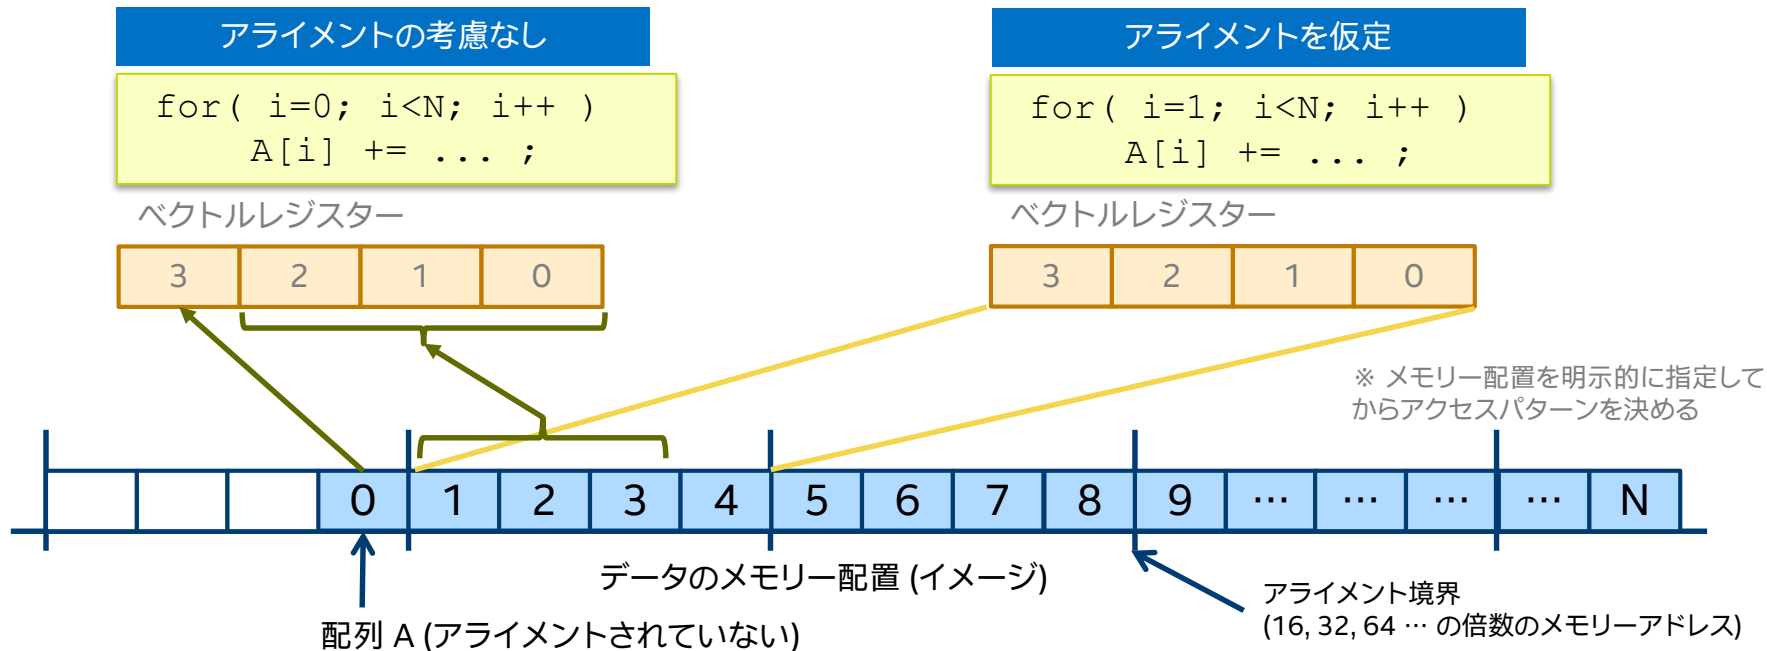 アライメントの考慮なし
for( i=0; i<N; i++ )
A[i] += ... ;
ベクトルレジスター
3 2 1 0
アライメントを仮定
for( i=1; i<N; i++ )
A[i] += ... ;
ベクトルレジスター
3 2 1 0
※ メモリー配置を明示的に指定して
からアクセスパターンを決める
0 1 2 3 4 5 6 7 8 9 … … … … N
データのメモリー配置 (イメージ)
配列 A (アライメントされていない)
アライメント境界
(16, 32, 64 … の倍数のメモリーアドレス)